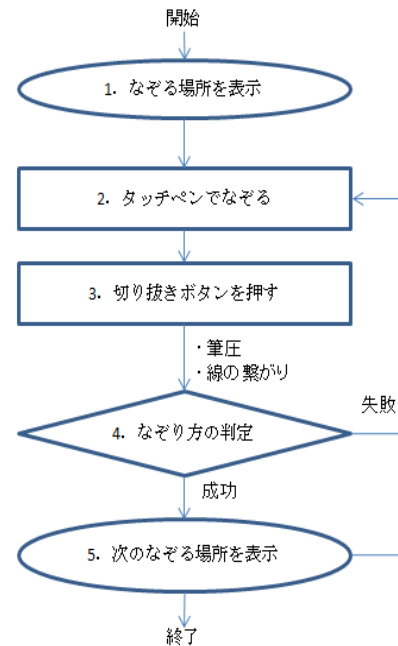 開始
1. なぞる場所を表示
2. タッチペンでなぞる
3. 切り抜きボタンを押す
・筆圧
・線の繋がり
失敗
4. なぞり方の判定
成功
5. 次のなぞる場所を表示
終了